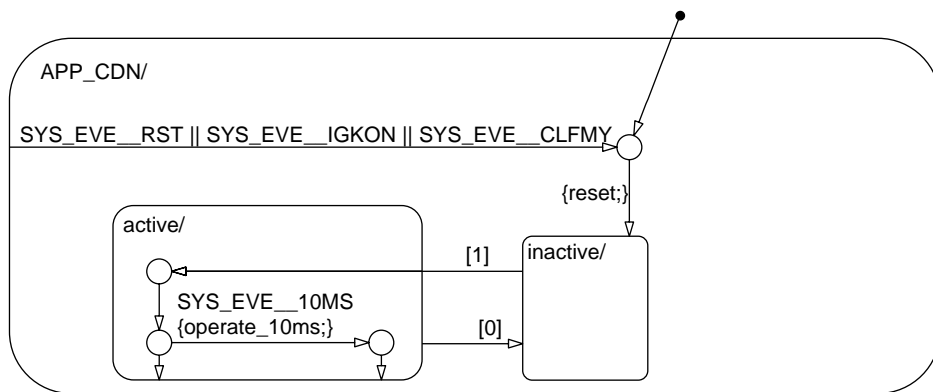 APP_CDN/
SYS_EVE__RST || SYS_EVE__IGKON || SYS_EVE__CLFMY
{reset;}
active/
[1]
inactive/
SYS_EVE__10MS
{operate_10ms;}
[0]